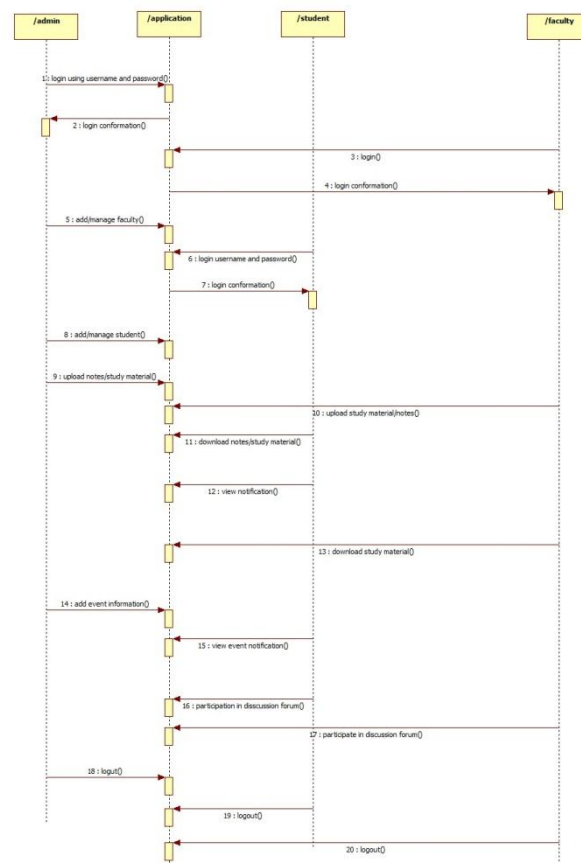 /admin
/application
/student
/faculty
1 : login using username and password()
2 : login conformation()
3 : login()
4 : login conformation()
5 : add/manage faculty()
6 : login username and password()
7 : login conformation()
8 : add/manage student()
9 : upload notes/study material()
10 : upload study material/notes()
11 : download notes/study material()
12 : view notification()
13 : download study material()
14 : add event information()
15 : view event notification()
16 : participation in disscussion forum()
17 : participate in discussion forum()
18 : logut()
19 : logout()
20 : logout()